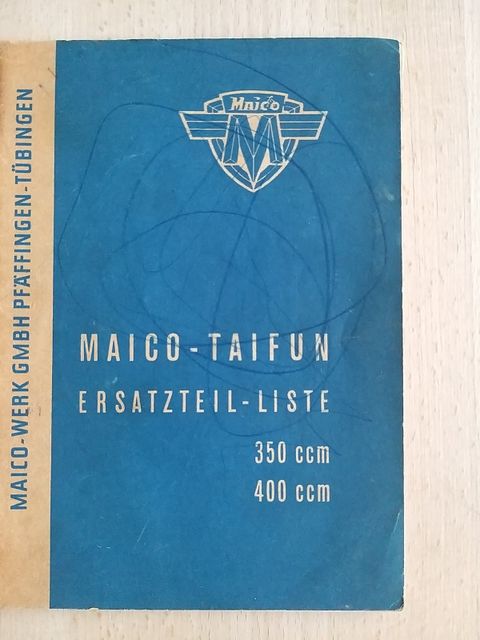 MAICO-WERK GMBH PFÄFFINGEN-TÜBINGEN
Maico
M
MAICO-TAIFUN
ERSATZTEIL-LISTE
350 ccm
400 ccm